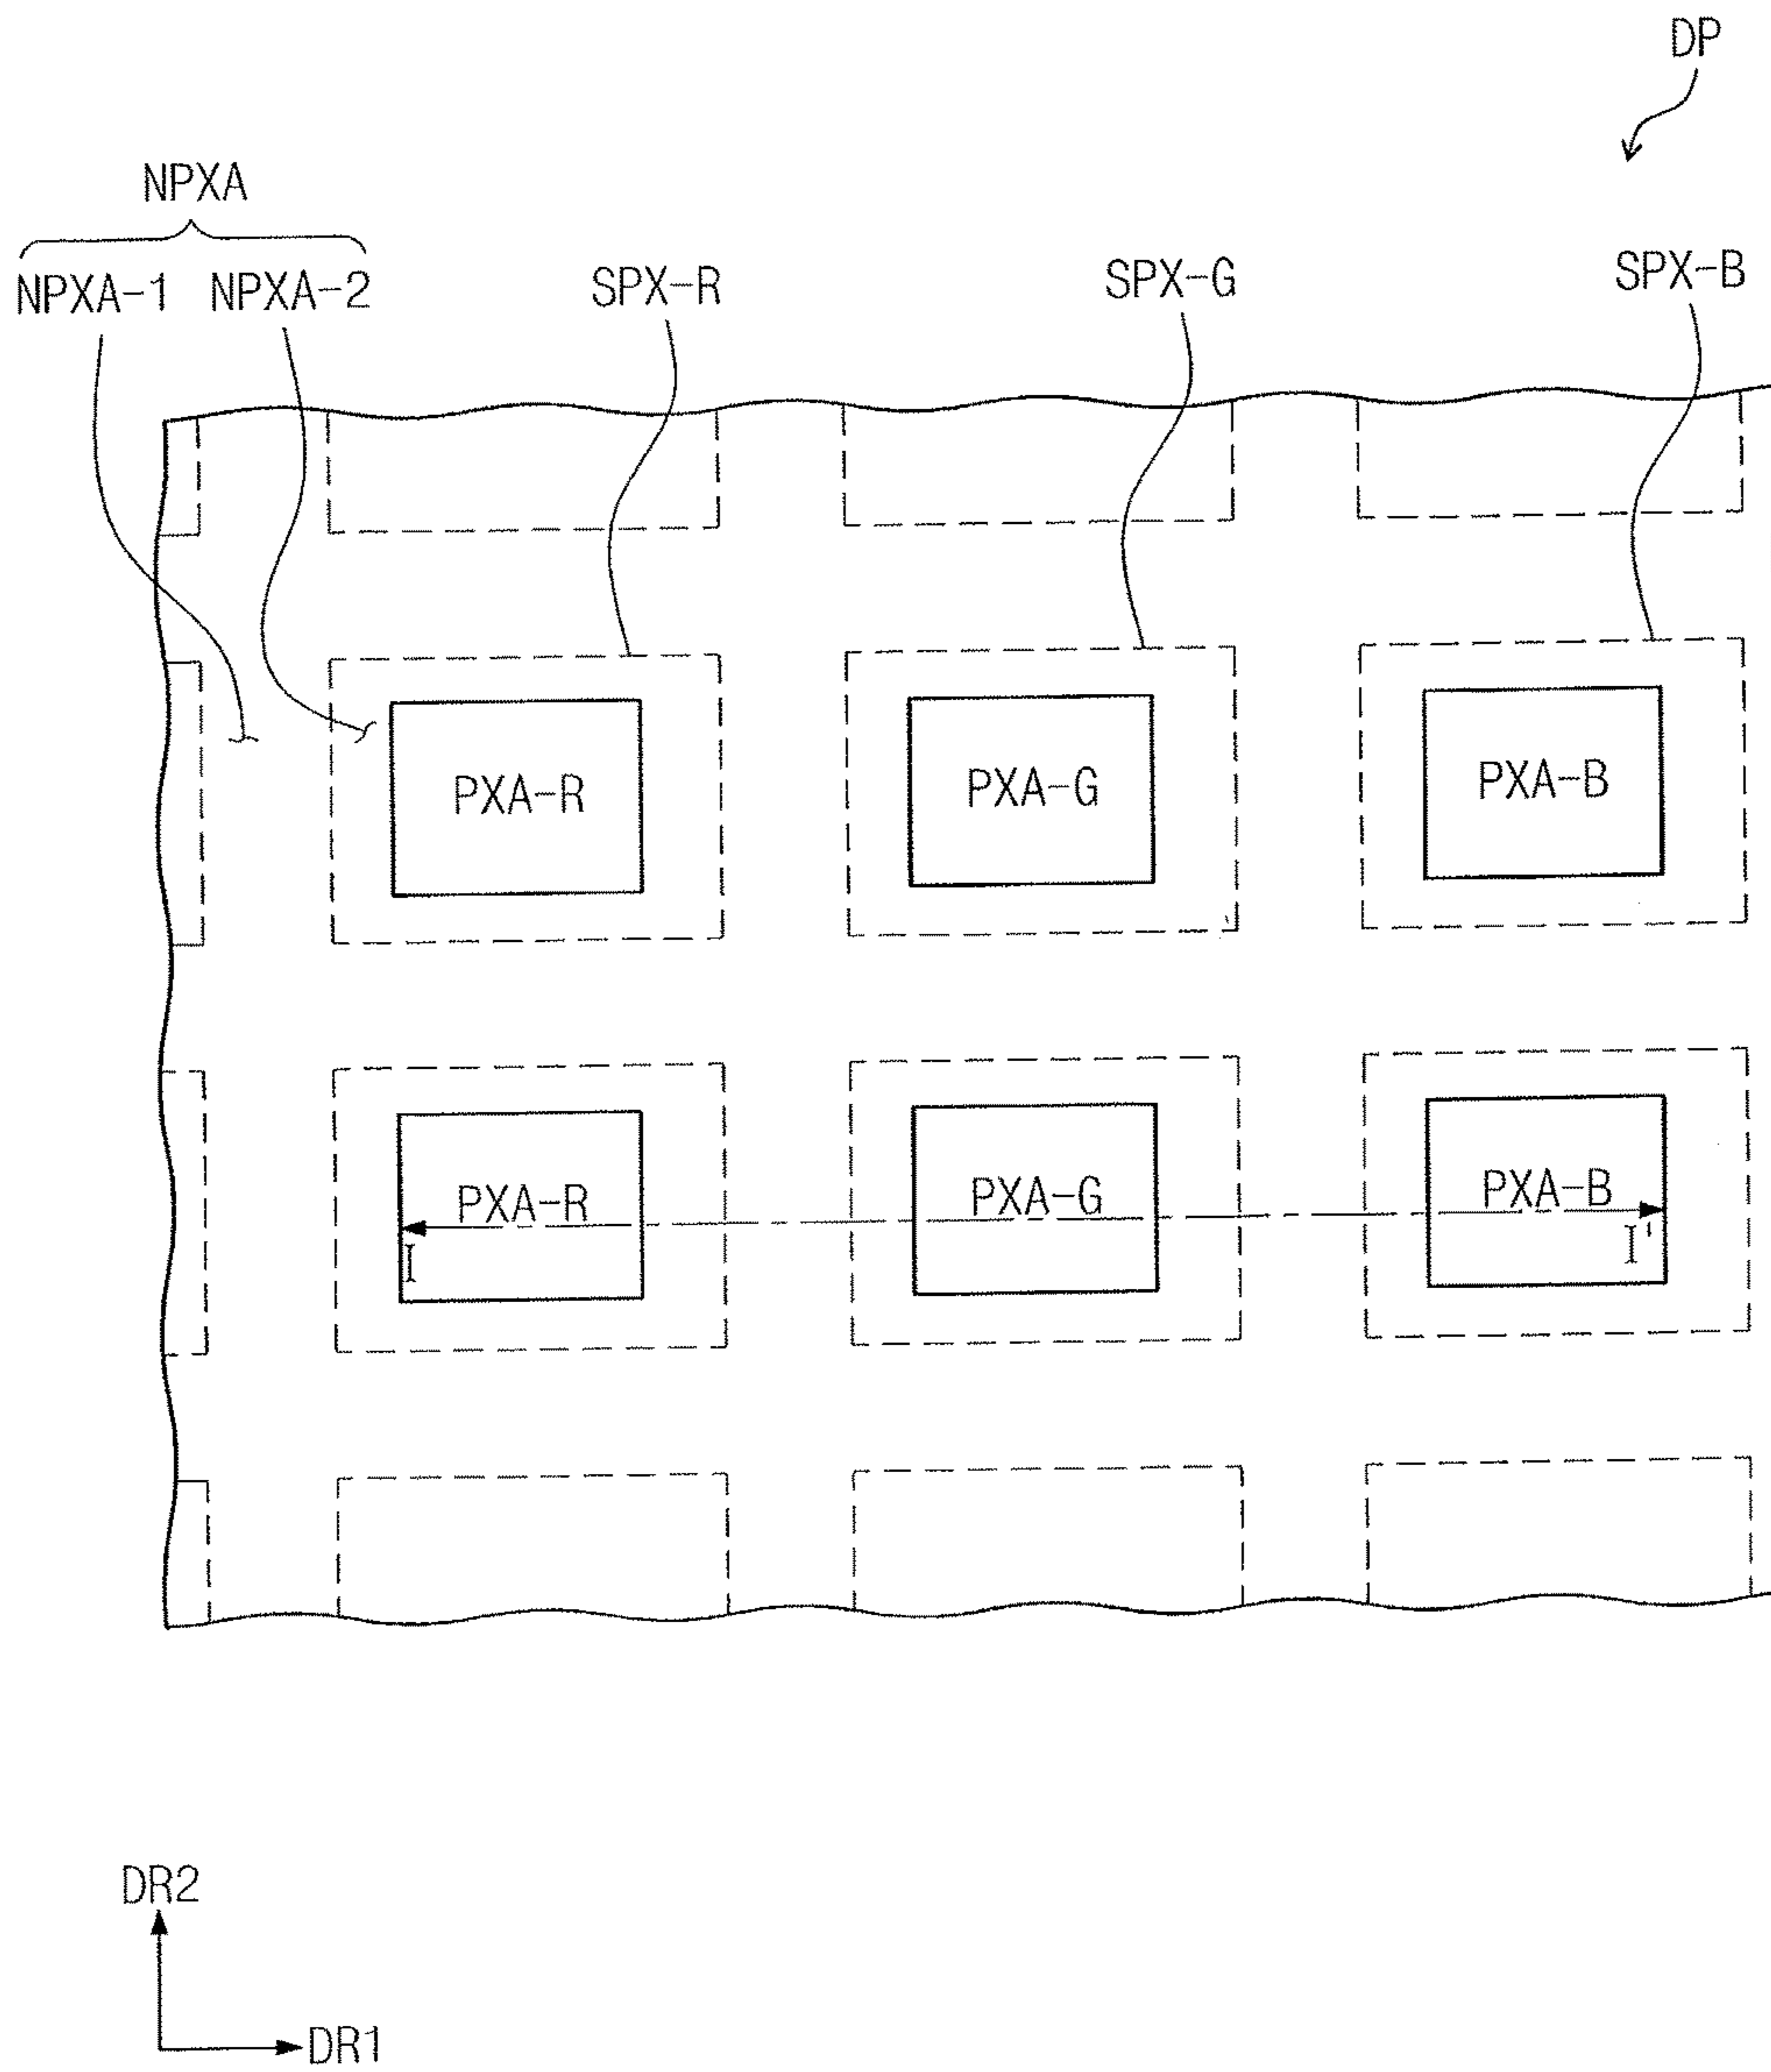 DP
NPXA
NPXA-1 NPXA-2 SPX-R SPX-G SPX-B
PXA-R PXA-G PXA-B
PXA-R PXA-G PXA-B
I I'
DR2
DR1